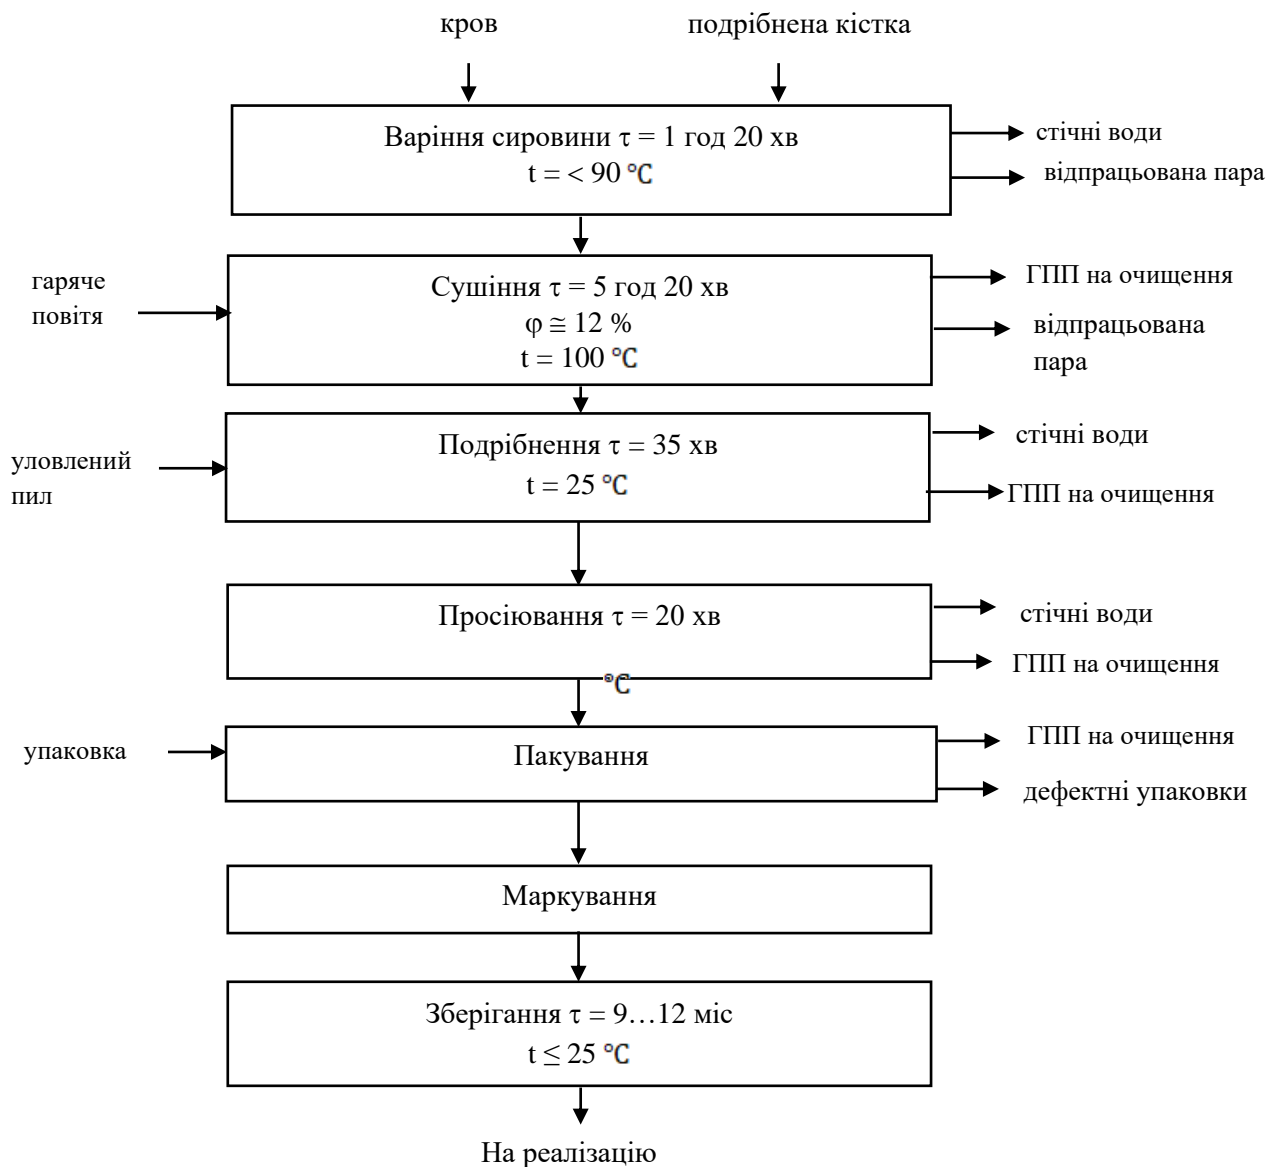 кров
подрібнена кістка
Варіння сировини τ = 1 год 20 хв
t = < 90 °C
стічні води
відпрацьована пара
гаряче
повітя
Сушіння τ = 5 год 20 хв
φ ≅ 12 %
t = 100 °C
ГПП на очищення
відпрацьована
пара
уловлений
пил
Подрібнення τ = 35 хв
t = 25 °C
стічні води
ГПП на очищення
Просіювання τ = 20 хв
°C
стічні води
ГПП на очищення
упаковка
Пакування
ГПП на очищення
дефектні упаковки
Маркування
Зберігання τ = 9…12 міс
t ≤ 25 °C
На реалізацію